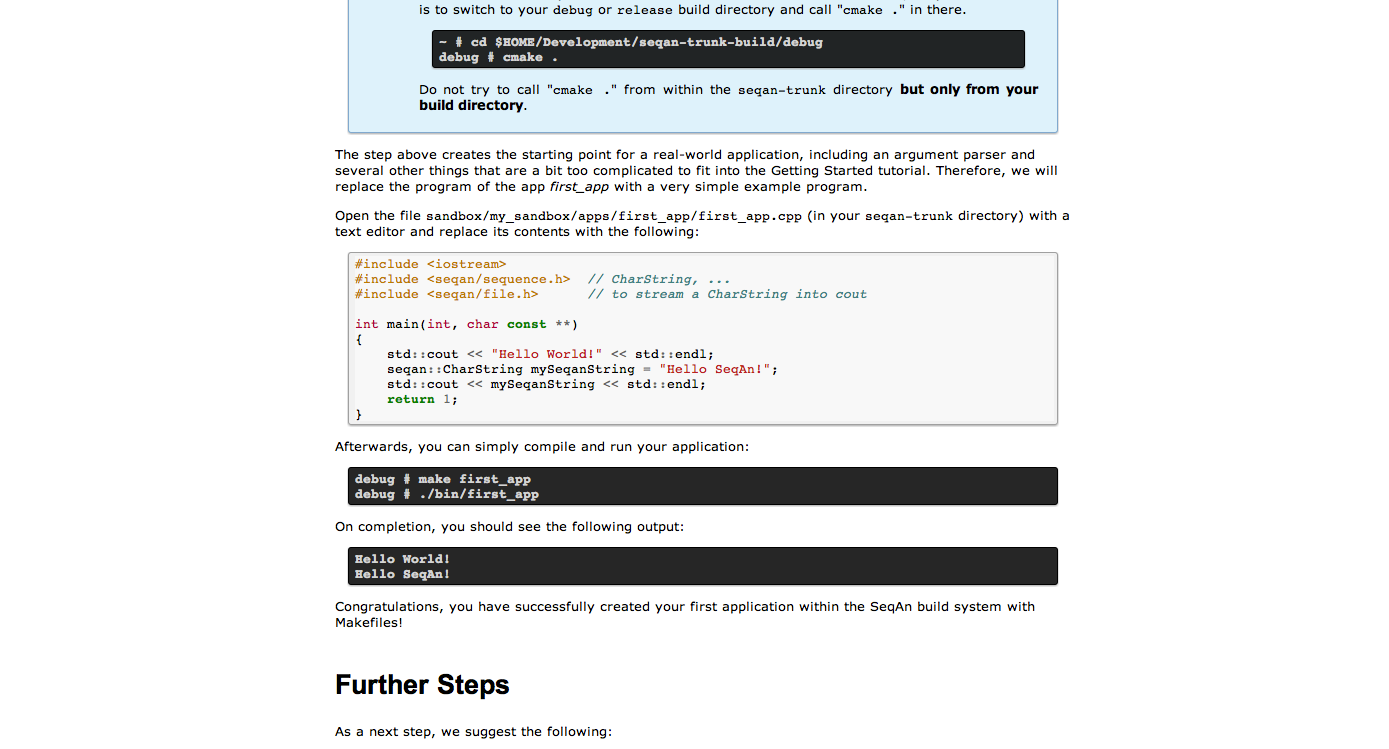 is to switch to your debug or release build directory and call "cmake ." in there.
~ # cd $HOME/Development/seqan-trunk-build/debug
debug # cmake .
Do not try to call "cmake ." from within the seqan-trunk directory but only from your
build directory.
The step above creates the starting point for a real-world application, including an argument parser and
several other things that are a bit too complicated to fit into the Getting Started tutorial. Therefore, we will
replace the program of the app first_app with a very simple example program.
Open the file sandbox/my_sandbox/apps/first_app/first_app.cpp (in your seqan-trunk directory) with a
text editor and replace its contents with the following:
#include <iostream>
#include <seqan/sequence.h>  // CharString, ...
#include <seqan/file.h>      // to stream a CharString into cout
int main(int, char const **)
{
    std::cout << "Hello World!" << std::endl;
    seqan::CharString mySeqanString = "Hello SeqAn!";
    std::cout << mySeqanString << std::endl;
    return 1;
}
Afterwards, you can simply compile and run your application:
debug # make first_app
debug # ./bin/first_app
On completion, you should see the following output:
Hello World!
Hello SeqAn!
Congratulations, you have successfully created your first application within the SeqAn build system with
Makefiles!
Further Steps
As a next step, we suggest the following: